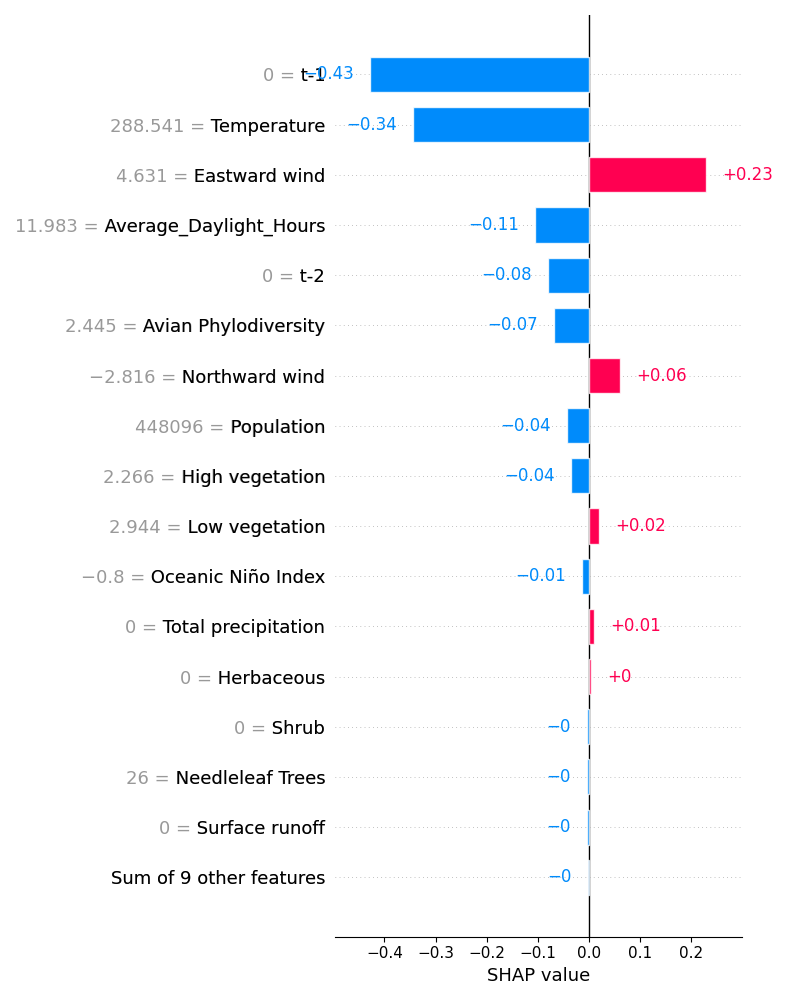 0 = t-1 −0.43
288.541 = Temperature −0.34
4.631 = Eastward wind +0.23
11.983 = Average_Daylight_Hours −0.11
0 = t-2 −0.08
2.445 = Avian Phylodiversity −0.07
−2.816 = Northward wind +0.06
448096 = Population −0.04
2.266 = High vegetation −0.04
2.944 = Low vegetation +0.02
−0.8 = Oceanic Niño Index −0.01
0 = Total precipitation +0.01
0 = Herbaceous +0
0 = Shrub −0
26 = Needleleaf Trees −0
0 = Surface runoff −0
Sum of 9 other features −0
−0.4 −0.3 −0.2 −0.1 0.0 0.1 0.2
SHAP value